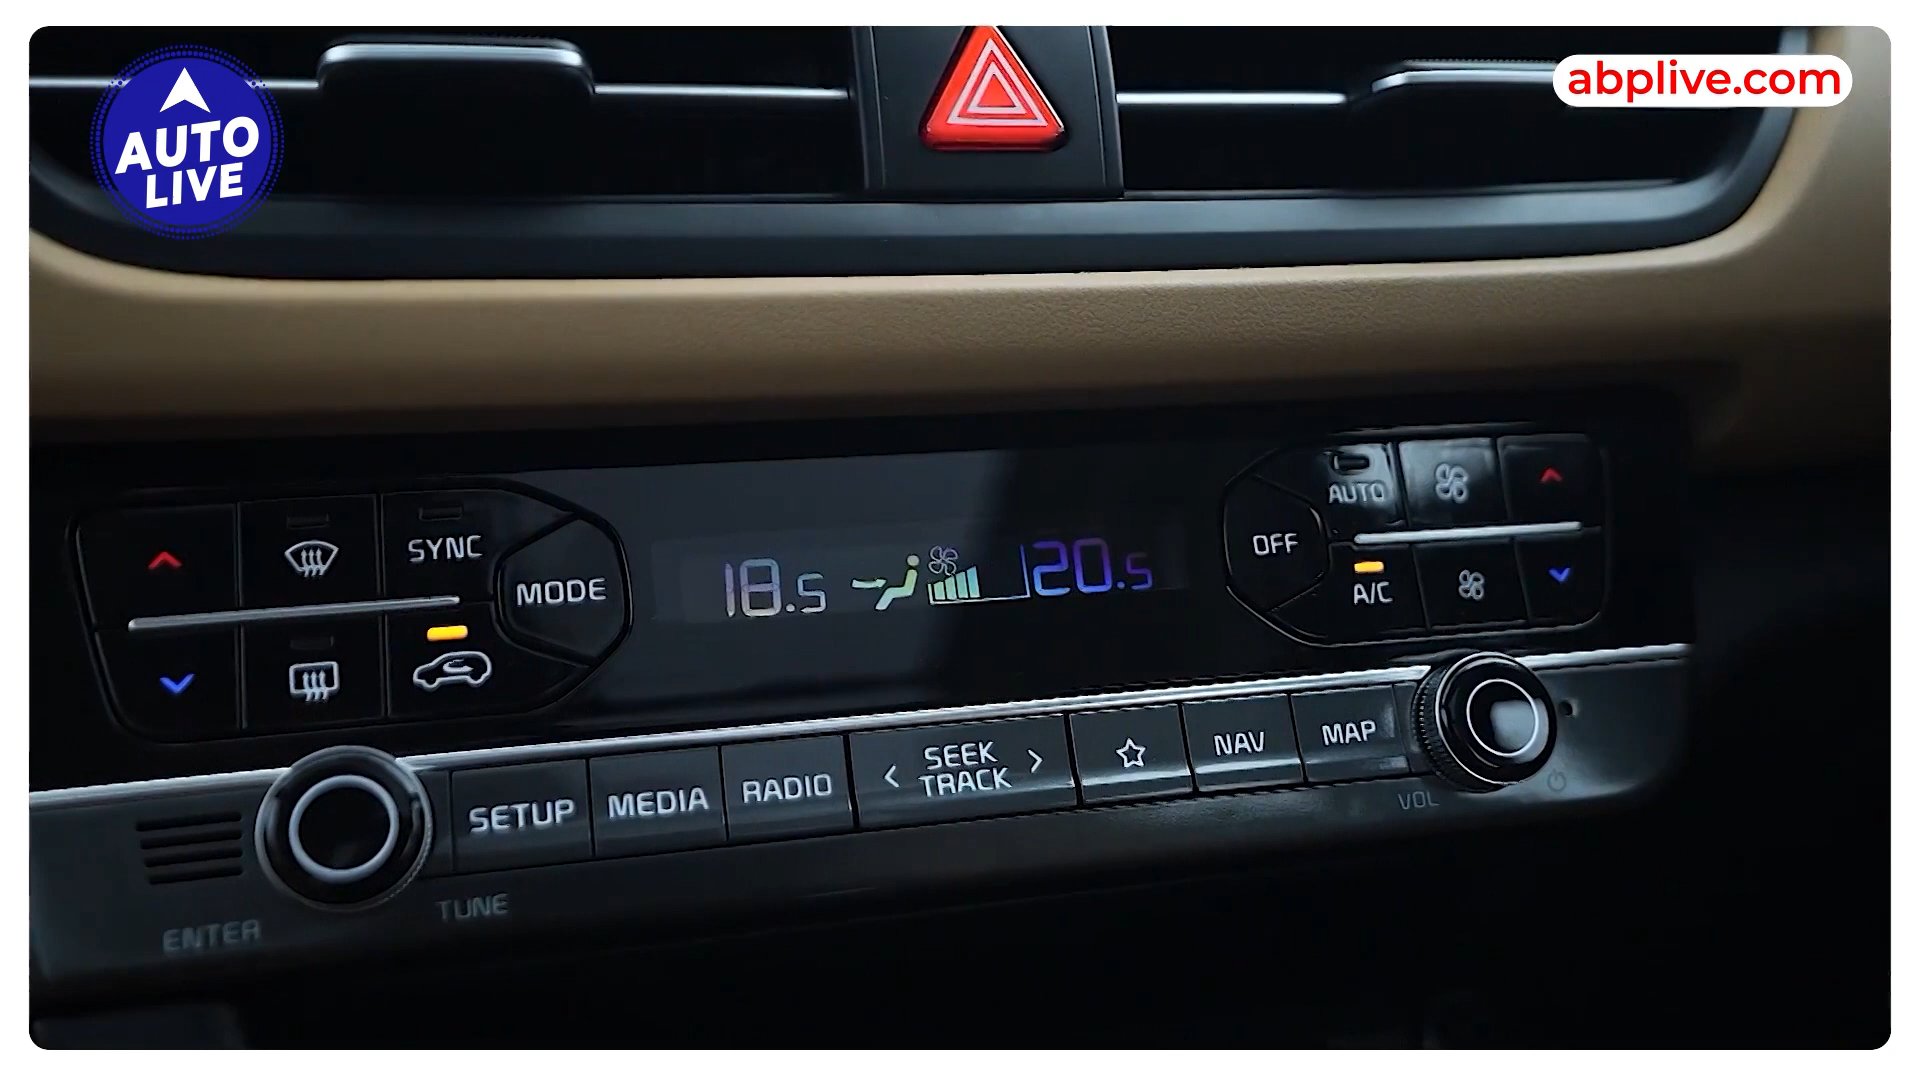 AUTO
LIVE
abplive.com
SYNC
MODE
18.5
20.5
OFF
AUTO
A/C
SETUP
MEDIA
RADIO
SEEK
TRACK
NAV
MAP
VOL
ENTER
TUNE